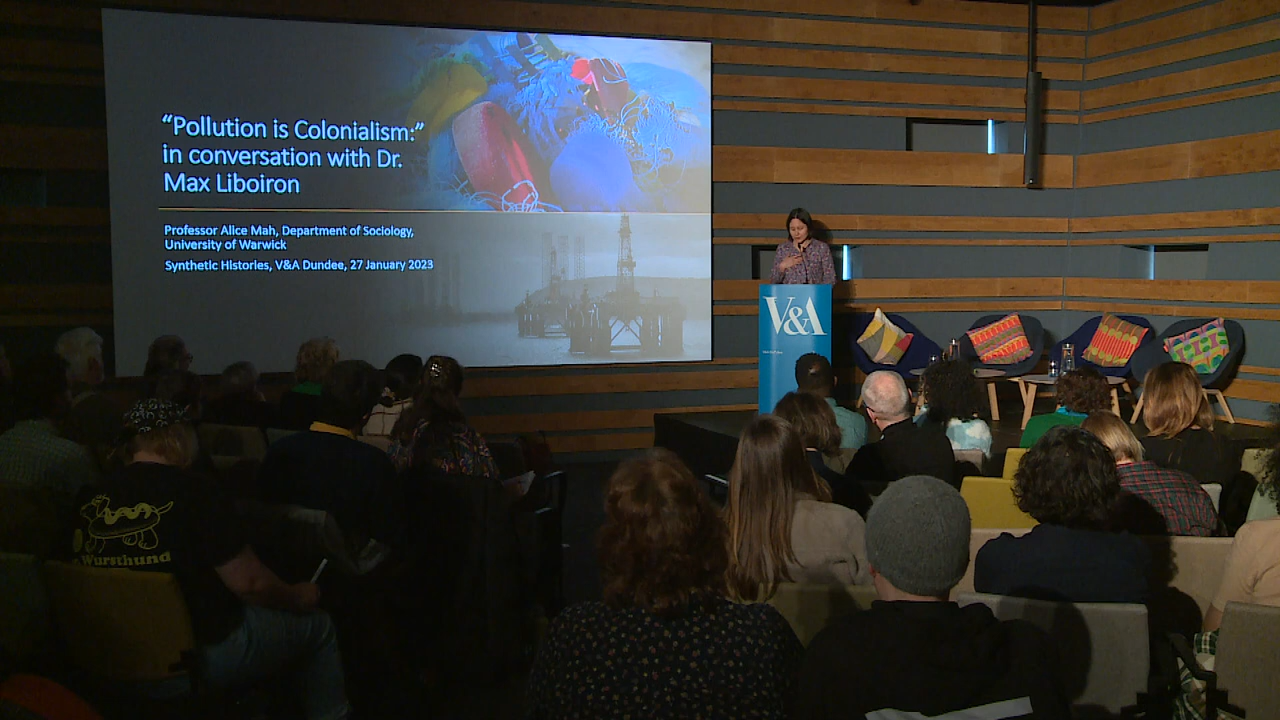 “Pollution is Colonialism:”
in conversation with Dr.
Max Liboiron
Professor Alice Mah, Department of Sociology,
University of Warwick
Synthetic Histories, V&A Dundee, 27 January 2023
V&A
Wursthund